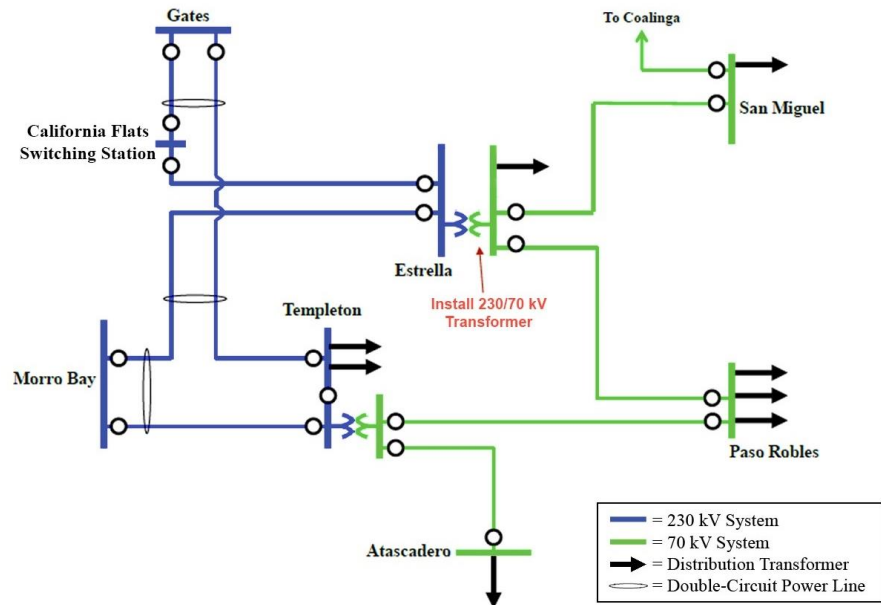 Gates
To Coalinga
San Miguel
California Flats
Switching Station
Estrella
Install 230/70 kV
Transformer
Templeton
Morro Bay
Paso Robles
Atascadero
= 230 kV System
= 70 kV System
= Distribution Transformer
= Double-Circuit Power Line